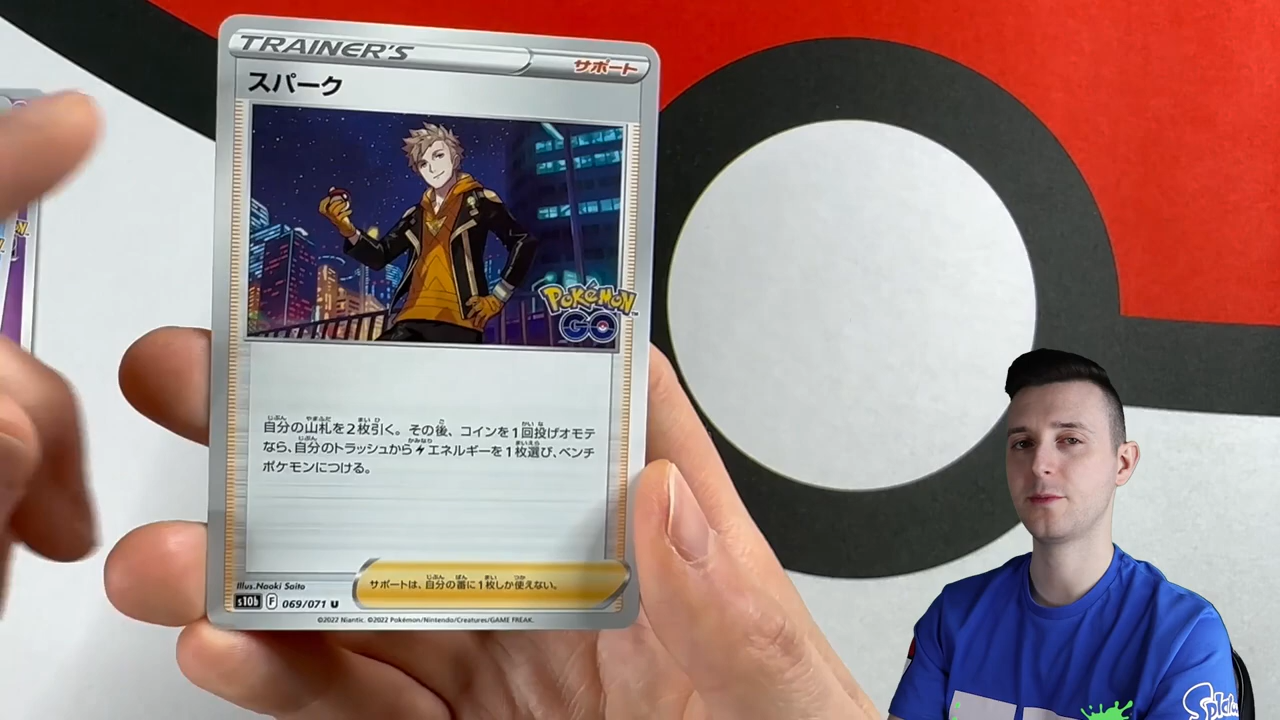 TRAINER'S
サポート
スパーク
POKÉMON
GO
自分の山札を2枚引く。その後、コインを1回投げオモテ
なら、自分のトラッシュから エネルギーを1枚選び、ベンチ
ポケモンにつける。
サポートは、自分の番に1枚しか使えない。
Illus. Naoki Saito
s10b F 069/071 U
©2022 Niantic. ©2022 Pokémon/Nintendo/Creatures/GAME FREAK.